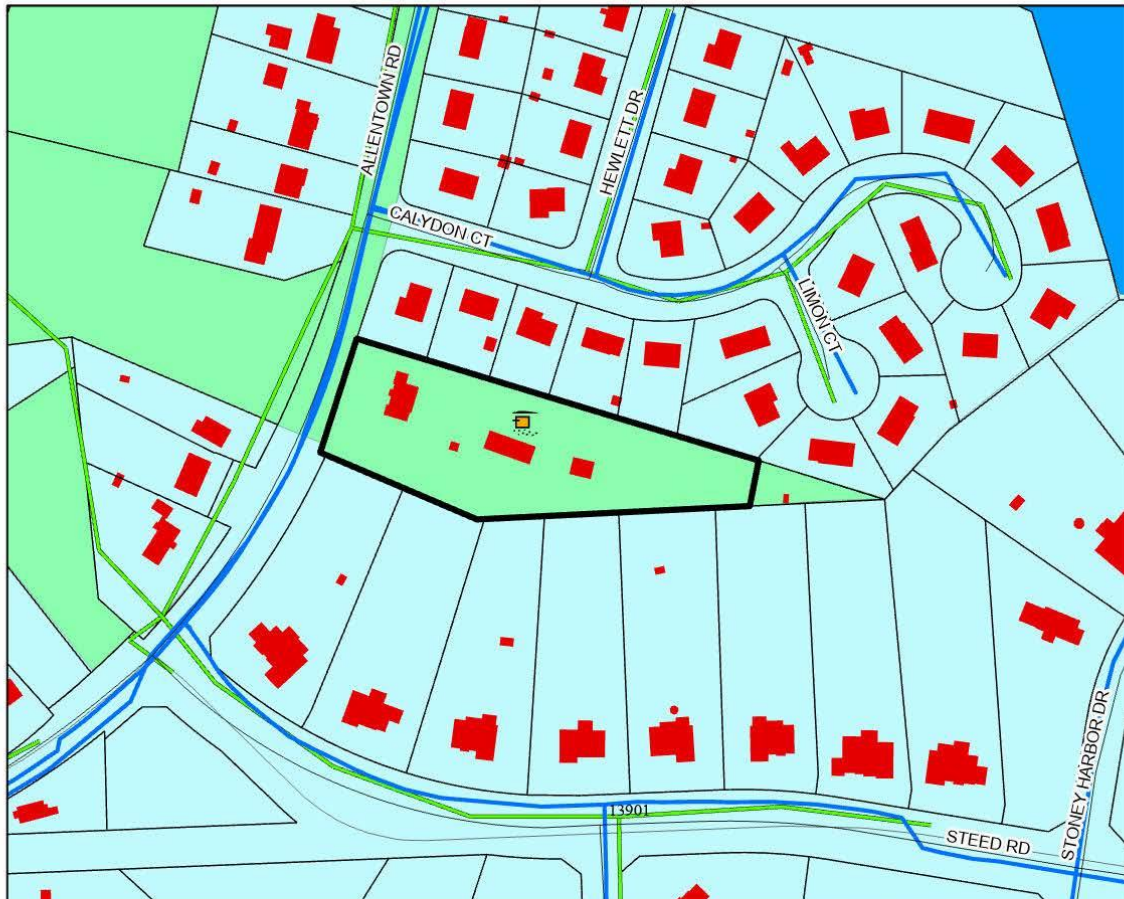 ALLENTOWN RD
HEWLETT DR
CALYDON CT
LIMON CT
13901
STEED RD
STONEY HARBOR DR